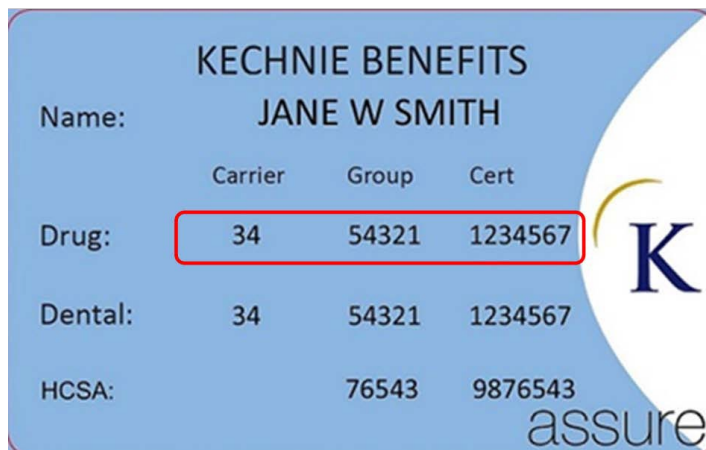 KECHNIE BENEFITS
Name: JANE W SMITH
Carrier Group Cert
Drug: 34 54321 1234567
K
Dental: 34 54321 1234567
HCSA: 76543 9876543
assure